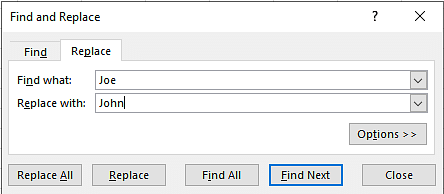 Find and Replace ? ×
Find Replace
Find what: Joe
Replace with: John
Options >>
Replace All Replace Find All Find Next Close